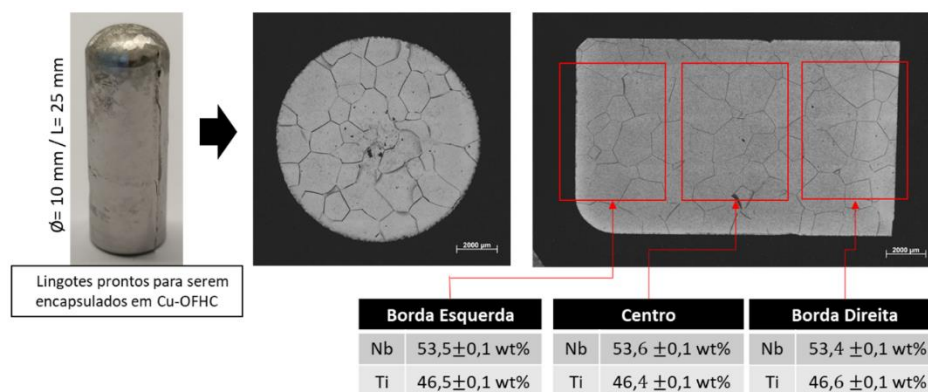 Ø= 10 mm / L= 25 mm
Lingotes prontos para serem
encapsulados em Cu-OFHC
2000 µm
2000 µm
Borda Esquerda
Nb 53,5±0,1 wt%
Ti 46,5±0,1 wt%
Centro
Nb 53,6 ±0,1 wt%
Ti 46,4 ±0,1 wt%
Borda Direita
Nb 53,4 ±0,1 wt%
Ti 46,6 ±0,1 wt%